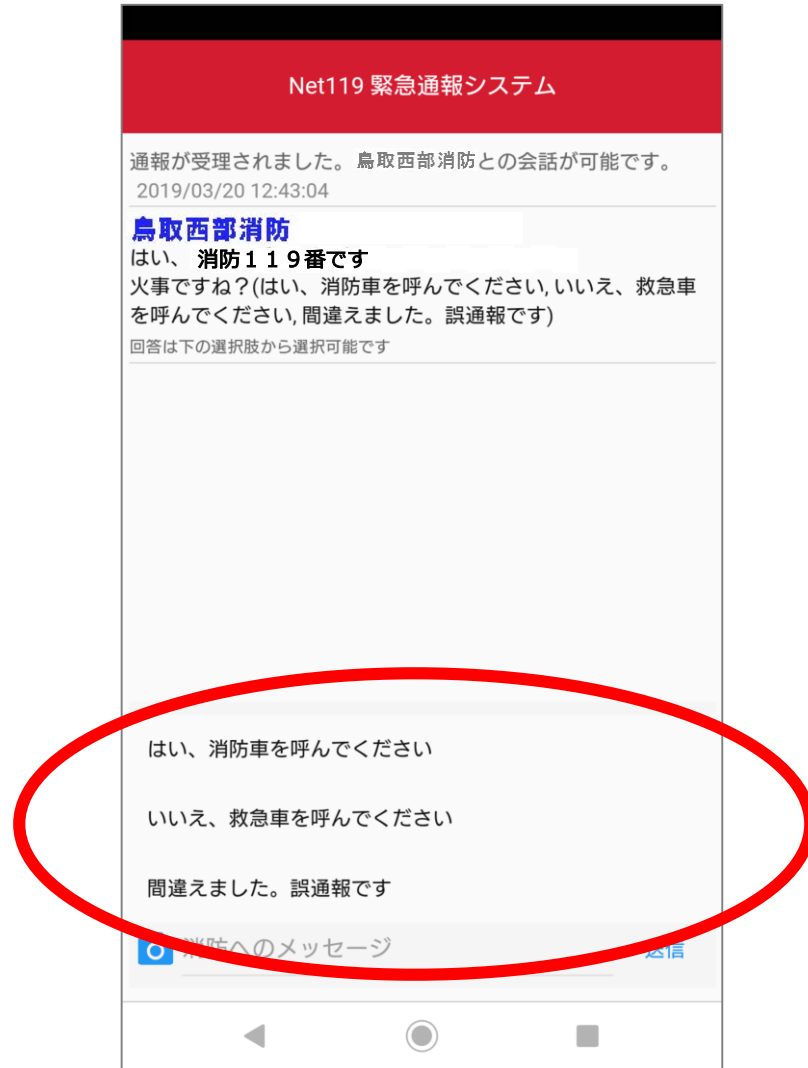 Net119 緊急通報システム
通報が受理されました。鳥取西部消防との会話が可能です。
2019/03/20 12:43:04
鳥取西部消防
はい、 消防119番です
火事ですね？(はい、消防車を呼んでください,いいえ、救急車
を呼んでください,間違えました。誤通報です)
回答は下の選択肢から選択可能です
はい、消防車を呼んでください
いいえ、救急車を呼んでください
間違えました。誤通報です
消防へのメッセージ
送信